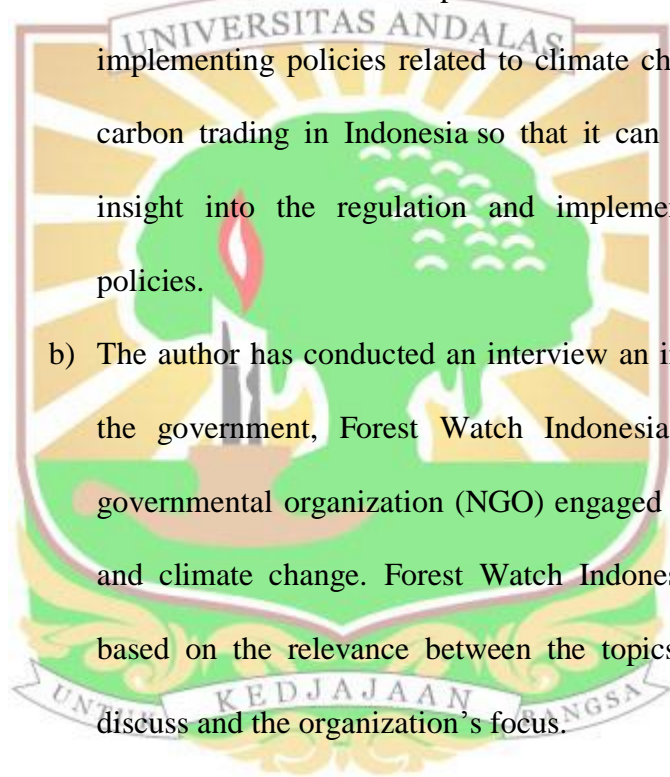 UNIVERSITAS ANDALAS
implementing policies related to climate ch
carbon trading in Indonesia so that it can
insight into the regulation and implemen
policies.
b) The author has conducted an interview an i
the government, Forest Watch Indonesia
governmental organization (NGO) engaged
and climate change. Forest Watch Indones
based on the relevance between the topics
discuss and the organization's focus.
UNTUK KEDJAJAAN BANGSA